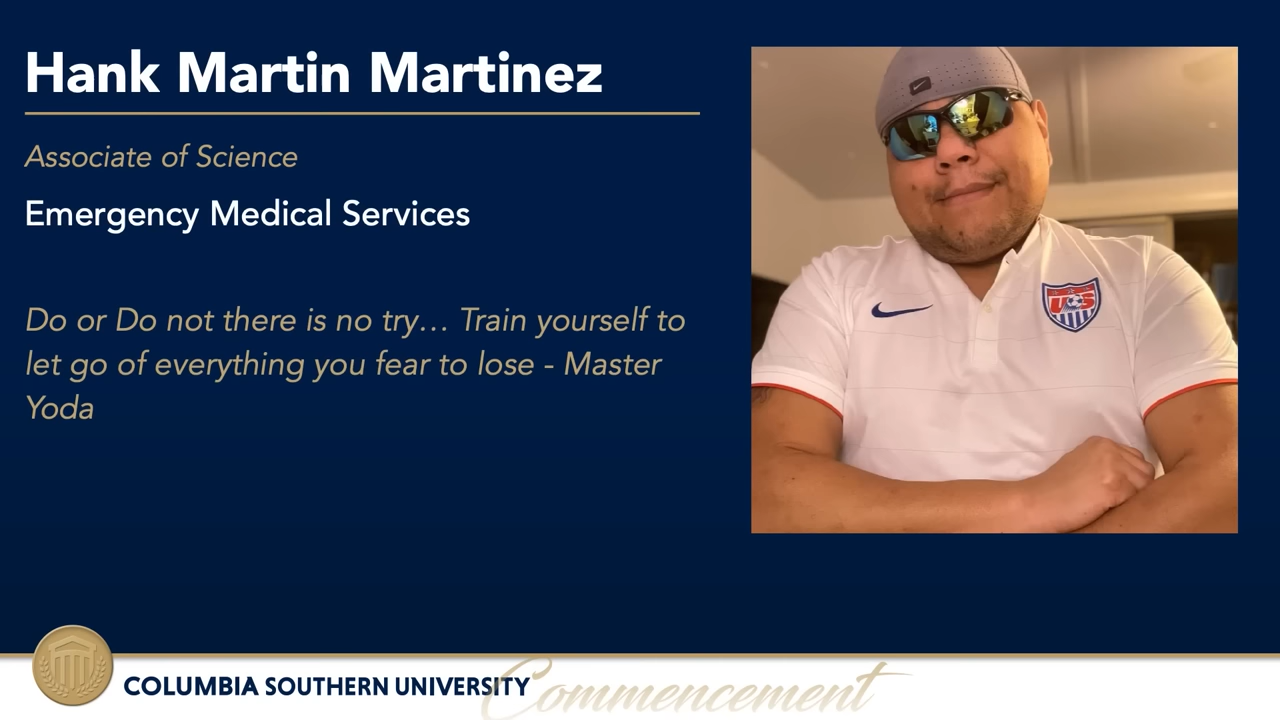 Hank Martin Martinez
Associate of Science
Emergency Medical Services
Do or Do not there is no try… Train yourself to
let go of everything you fear to lose - Master
Yoda
US
COLUMBIA SOUTHERN UNIVERSITY
Commencement